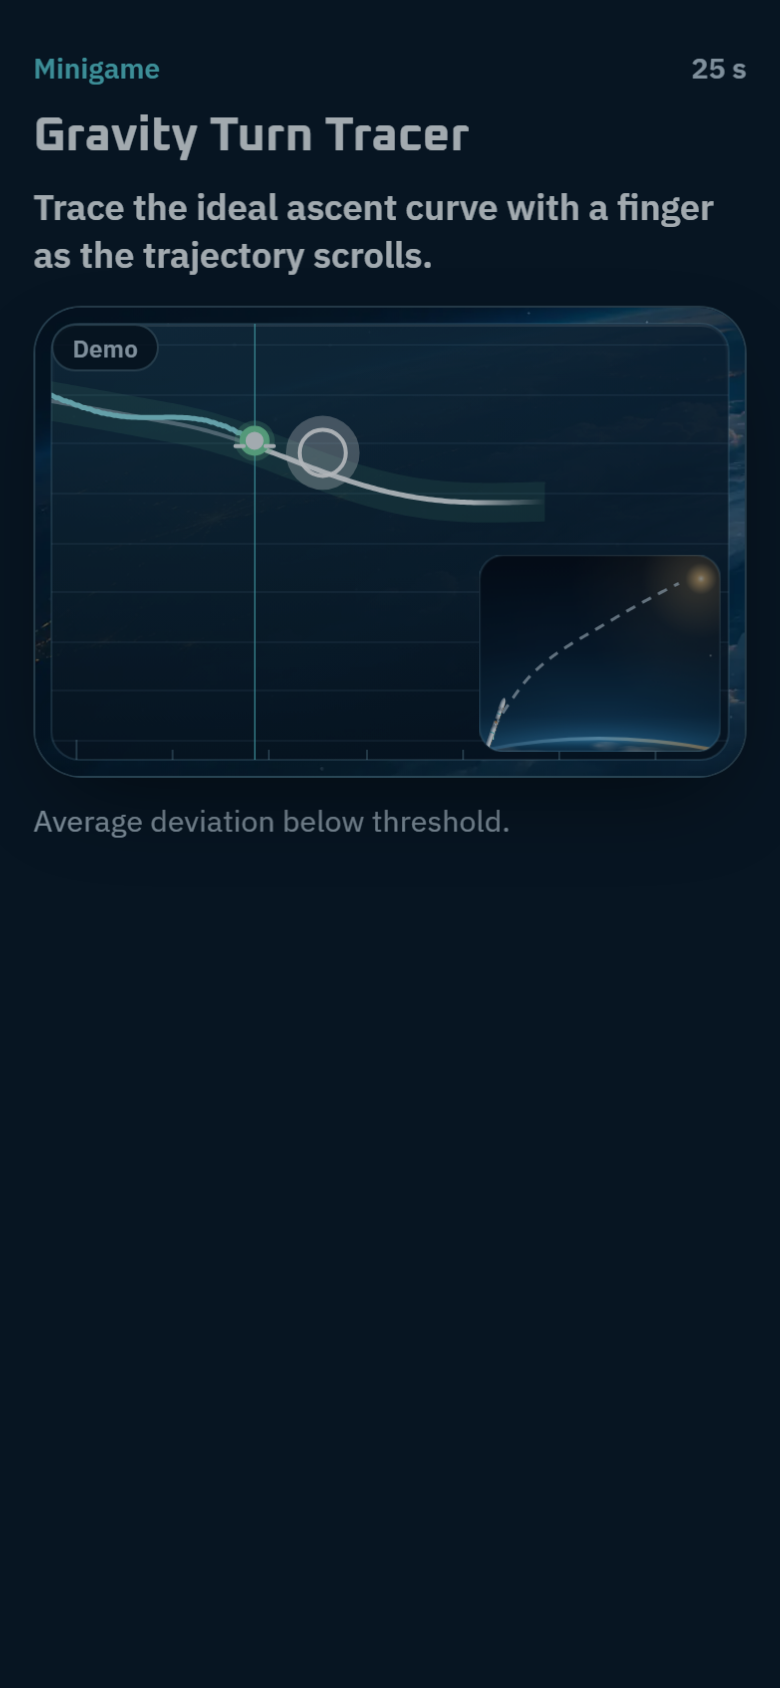 Minigame
25 s
Gravity Turn Tracer
Trace the ideal ascent curve with a finger
as the trajectory scrolls.
Demo
Average deviation below threshold.